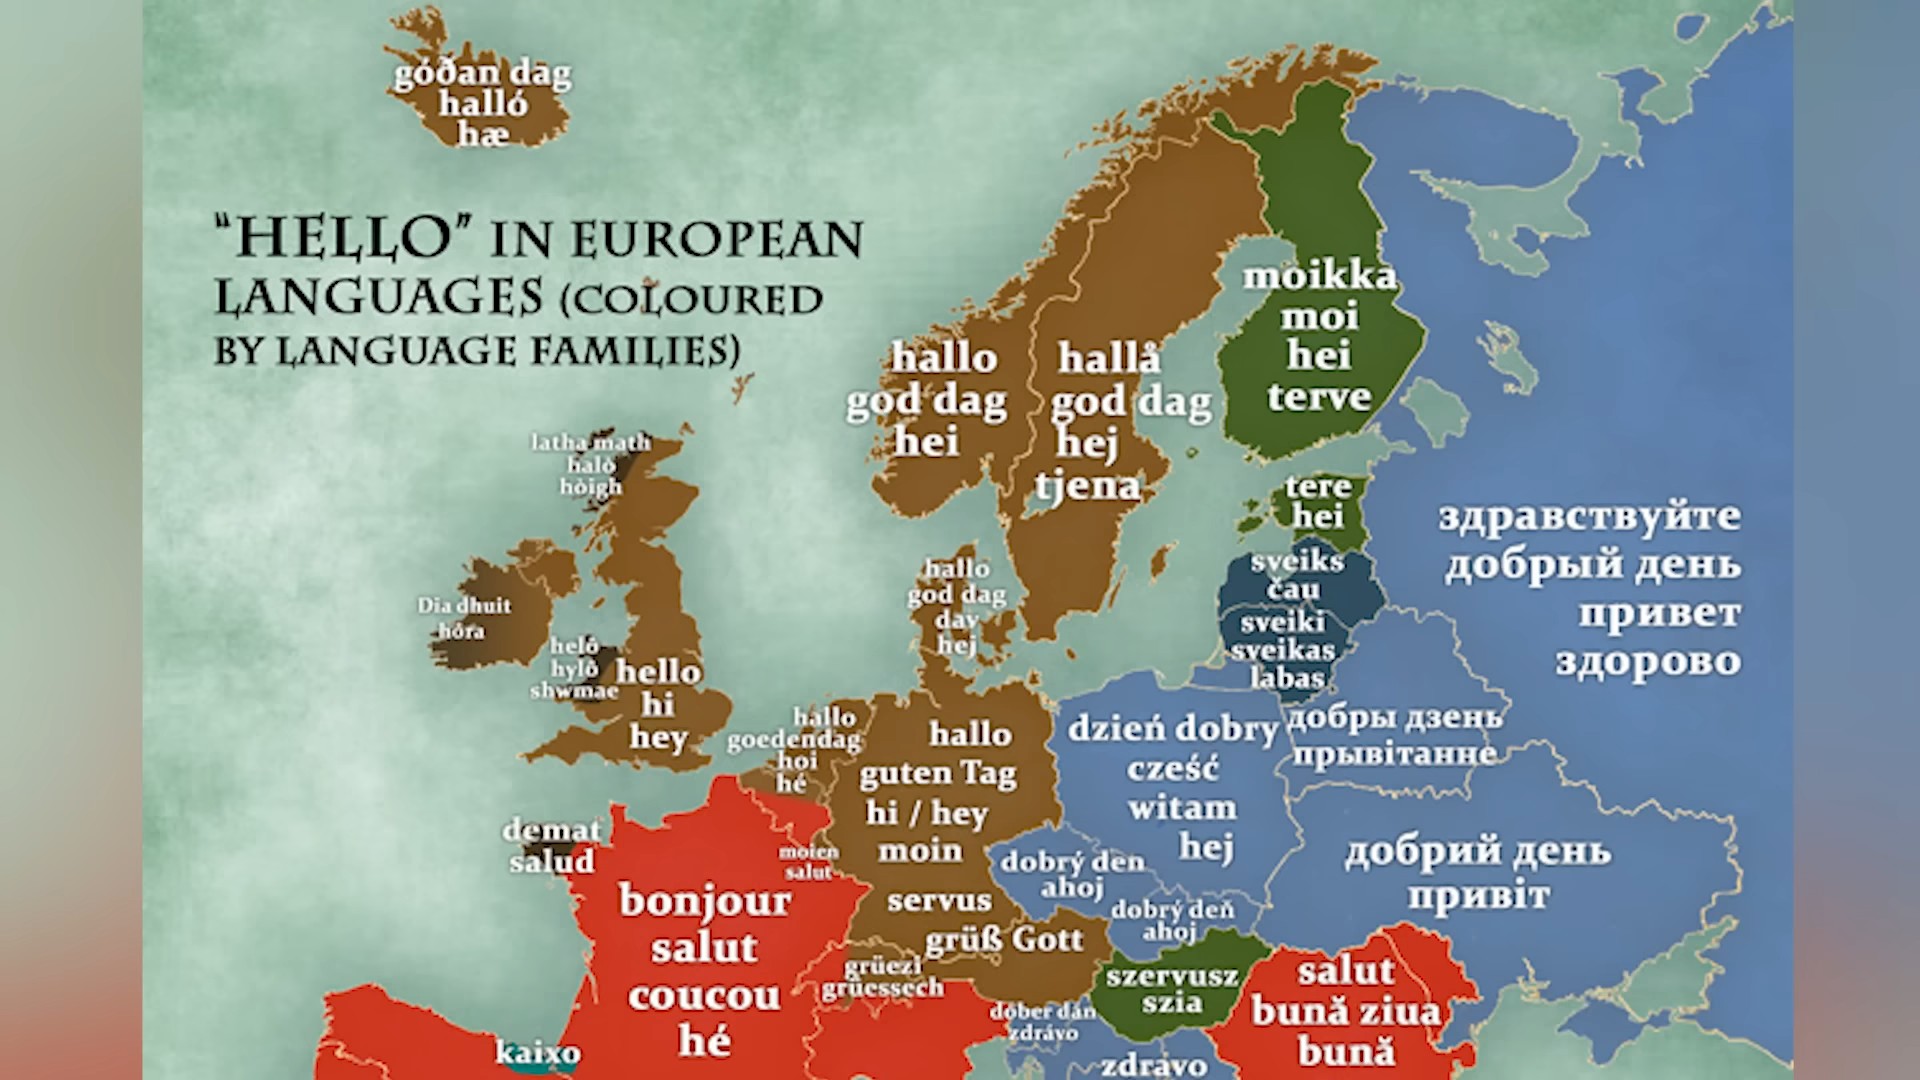 góðan dag
halló
hæ
"HELLO" IN EUROPEAN
LANGUAGES (COLOURED
BY LANGUAGE FAMILIES)
moikka
moi
hei
terve
hallo
god dag
hei
hallå
god dag
hej
tjena
latha math
halò
hòigh
tere
hei
sveiks
čau
sveiki
sveikas
labas
здравствуйте
добрый день
привет
здорово
hallo
god dag
dav
hej
Dia dhuit
hóra
helô
hylô
shwmae
hello
hi
hey
hallo
goedendag
hoi
hé
hallo
guten Tag
hi / hey
moin
servus
grüß Gott
dzień dobry
cześć
witam
hej
добры дзень
прывітанне
demat
salud
moien
salut
dobrý den
ahoj
dobrý deň
ahoj
добрий день
привіт
bonjour
salut
coucou
hé
grüezi
grüessech
szervusz
szia
salut
bună ziua
bună
dober dan
zdravo
kaixo
zdravo